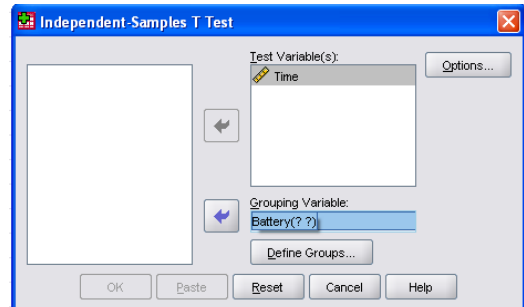 Independent-Samples T Test
Test Variable(s):
Time
Options...
Grouping Variable:
Battery(? ?)
Define Groups...
OK Paste Reset Cancel Help